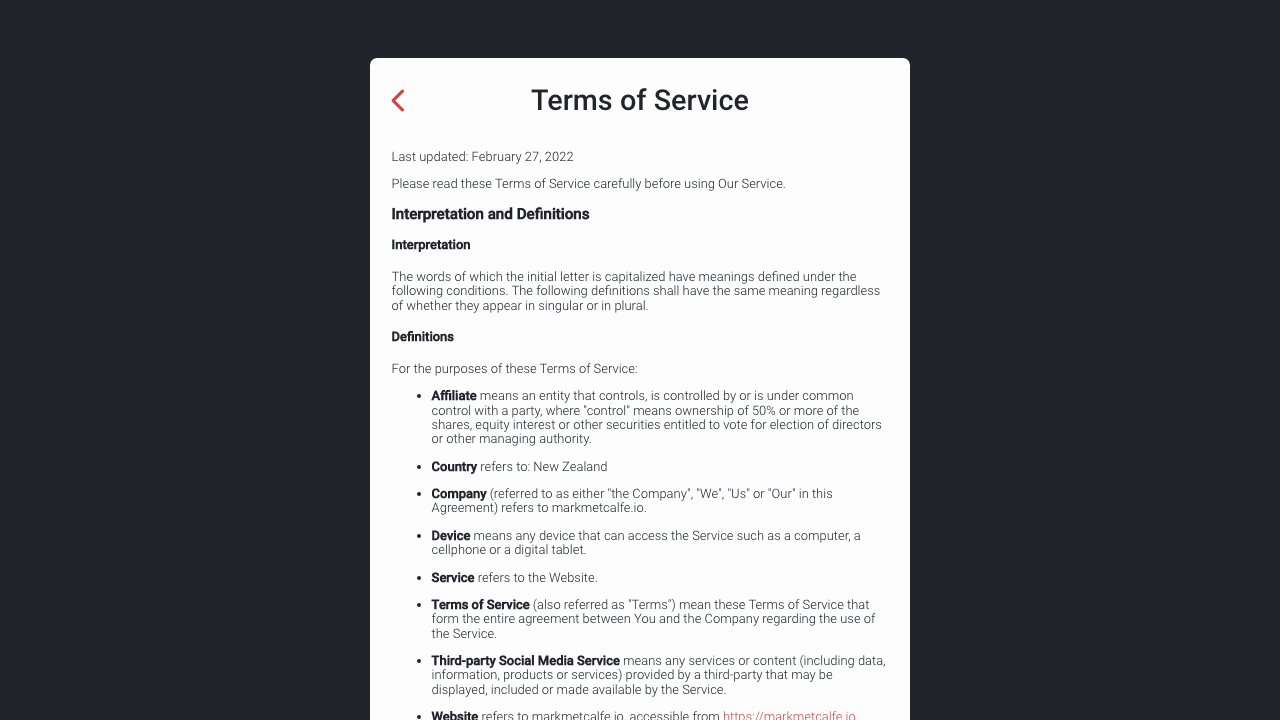 Terms of Service
Last updated: February 27, 2022
Please read these Terms of Service carefully before using Our Service.
Interpretation and Definitions
Interpretation
The words of which the initial letter is capitalized have meanings defined under the
following conditions. The following definitions shall have the same meaning regardless
of whether they appear in singular or in plural.
Definitions
For the purposes of these Terms of Service:
• Affiliate means an entity that controls, is controlled by or is under common
control with a party, where "control" means ownership of 50% or more of the
shares, equity interest or other securities entitled to vote for election of directors
or other managing authority.
• Country refers to: New Zealand
• Company (referred to as either "the Company", "We", "Us" or "Our" in this
Agreement) refers to markmetcalfe.io.
• Device means any device that can access the Service such as a computer, a
cellphone or a digital tablet.
• Service refers to the Website.
• Terms of Service (also referred as "Terms") mean these Terms of Service that
form the entire agreement between You and the Company regarding the use of
the Service.
• Third-party Social Media Service means any services or content (including data,
information, products or services) provided by a third-party that may be
displayed, included or made available by the Service.
• Website refers to markmetcalfe.io, accessible from https://markmetcalfe.io